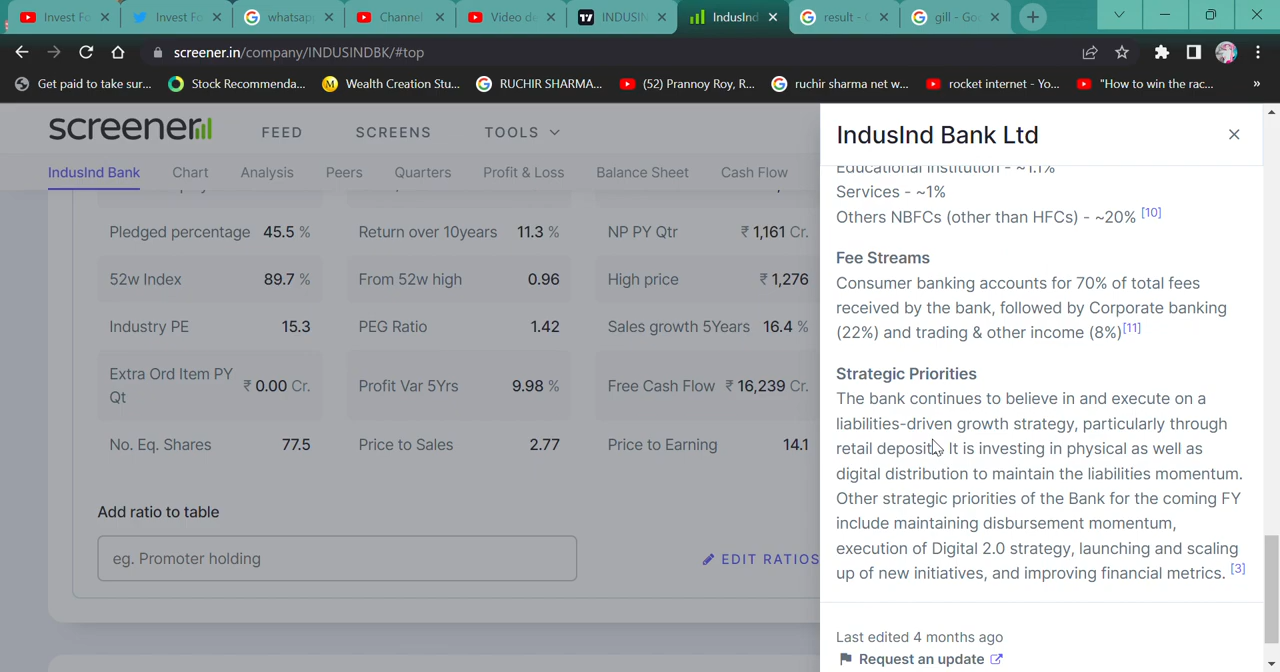 Invest Fo
Invest Fo
whatsapp
Channel
Video de
INDUSIN
IndusInd
result - G
gill - Goo
screener.in/company/INDUSINDBK/#top
Get paid to take sur...
Stock Recommenda...
Wealth Creation Stu...
RUCHIR SHARMA...
(52) Prannoy Roy, R...
ruchir sharma net w...
rocket internet - Yo...
"How to win the rac...
»
screener
FEED
SCREENS
TOOLS
IndusInd Bank
Chart
Analysis
Peers
Quarters
Profit & Loss
Balance Sheet
Cash Flow
Pledged percentage 45.5 %
Return over 10years 11.3 %
NP PY Qtr ₹ 1,161 Cr.
52w Index 89.7 %
From 52w high 0.96
High price ₹ 1,276
Industry PE 15.3
PEG Ratio 1.42
Sales growth 5Years 16.4 %
Extra Ord Item PY
Qt ₹ 0.00 Cr.
Profit Var 5Yrs 9.98 %
Free Cash Flow ₹ 16,239 Cr.
No. Eq. Shares 77.5
Price to Sales 2.77
Price to Earning 14.1
Add ratio to table
eg. Promoter holding
EDIT RATIOS
IndusInd Bank Ltd
Educational Institution - ~1.1%
Services - ~1%
Others NBFCs (other than HFCs) - ~20% [10]
Fee Streams
Consumer banking accounts for 70% of total fees
received by the bank, followed by Corporate banking
(22%) and trading & other income (8%)[11]
Strategic Priorities
The bank continues to believe in and execute on a
liabilities-driven growth strategy, particularly through
retail deposits. It is investing in physical as well as
digital distribution to maintain the liabilities momentum.
Other strategic priorities of the Bank for the coming FY
include maintaining disbursement momentum,
execution of Digital 2.0 strategy, launching and scaling
up of new initiatives, and improving financial metrics. [3]
Last edited 4 months ago
Request an update